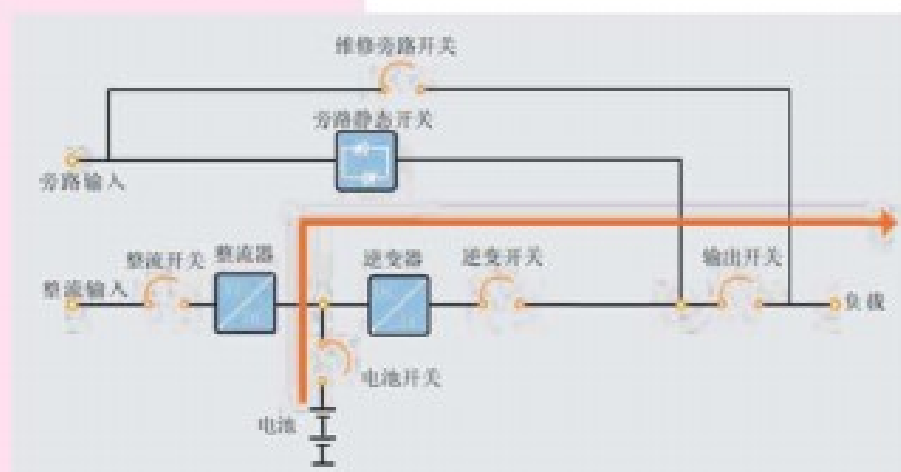 维修旁路开关
旁路静态开关
旁路输入
整流开关
整流器
逆变器
逆变开关
输出开关
整流输入
负载
电池开关
电池